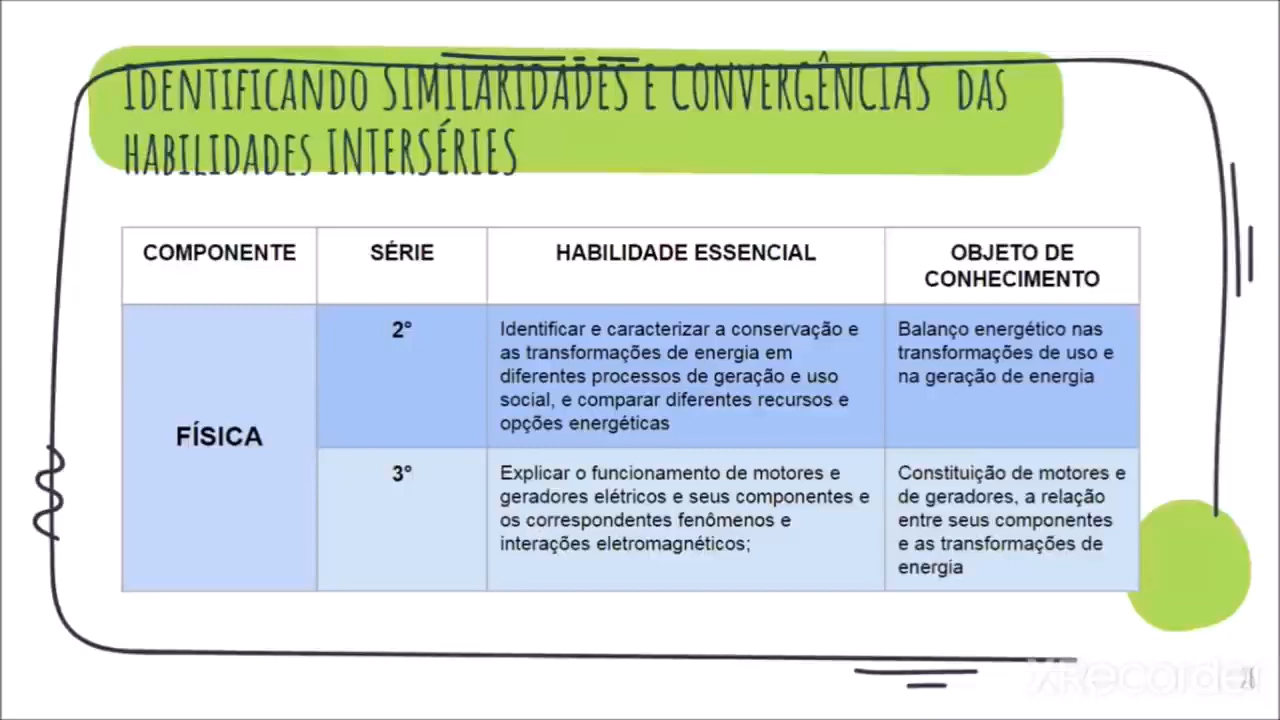 IDENTIFICANDO SIMILARIDADES E CONVERGÊNCIAS DAS
HABILIDADES INTERSÉRIES
COMPONENTE
SÉRIE
HABILIDADE ESSENCIAL
OBJETO DE
CONHECIMENTO
FÍSICA
2°
Identificar e caracterizar a conservação e
as transformações de energia em
diferentes processos de geração e uso
social, e comparar diferentes recursos e
opções energéticas
Balanço energético nas
transformações de uso e
na geração de energia
3°
Explicar o funcionamento de motores e
geradores elétricos e seus componentes e
os correspondentes fenômenos e
interações eletromagnéticos;
Constituição de motores e
de geradores, a relação
entre seus componentes
e as transformações de
energia
XRecorder